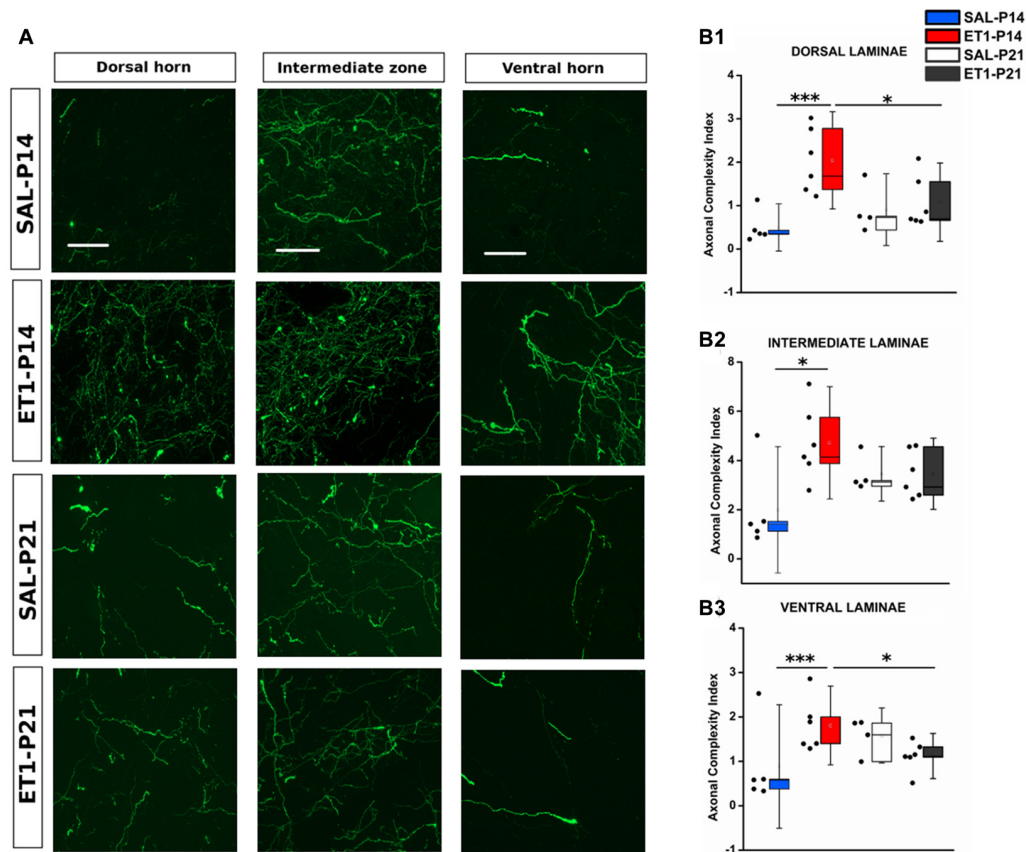 A
Dorsal horn
Intermediate zone
Ventral horn
SAL-P14
ET1-P14
SAL-P21
ET1-P21
SAL-P14
ET1-P14
SAL-P21
ET1-P21
B1
DORSAL LAMINAE
Axonal Complexity Index
4
3
2
1
0
-1
***
*
B2
INTERMEDIATE LAMINAE
Axonal Complexity Index
8
6
4
2
0
*
B3
VENTRAL LAMINAE
Axonal Complexity Index
4
3
2
1
0
-1
***
*